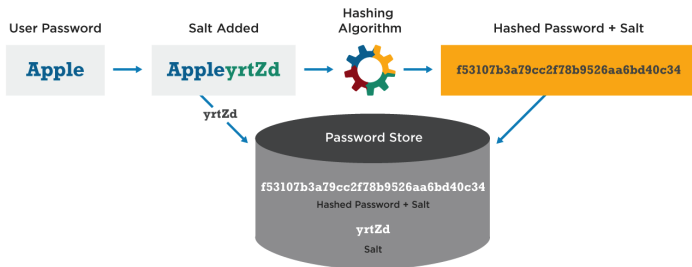 User Password
Salt Added
Hashing
Algorithm
Hashed Password + Salt
Apple
AppleyrtZd
f53107b3a79cc2f78b9526aa6bd40c34
yrtZd
Password Store
f53107b3a79cc2f78b9526aa6bd40c34
Hashed Password + Salt
yrtZd
Salt